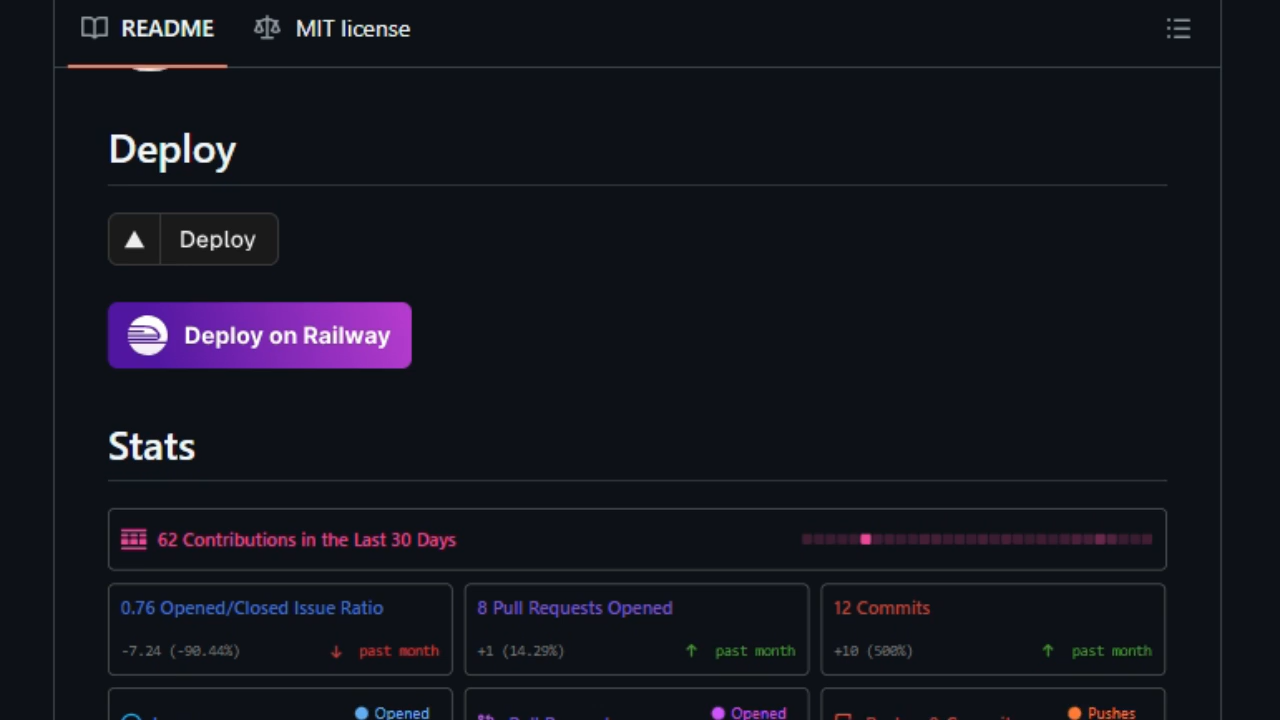 README MIT license
Deploy
Deploy
Deploy on Railway
Stats
62 Contributions in the Last 30 Days
0.76 Opened/Closed Issue Ratio
-7.24 (-90.44%) ↓ past month
8 Pull Requests Opened
+1 (14.29%) ↑ past month
12 Commits
+10 (500%) ↑ past month
Opened
Opened
Pushes